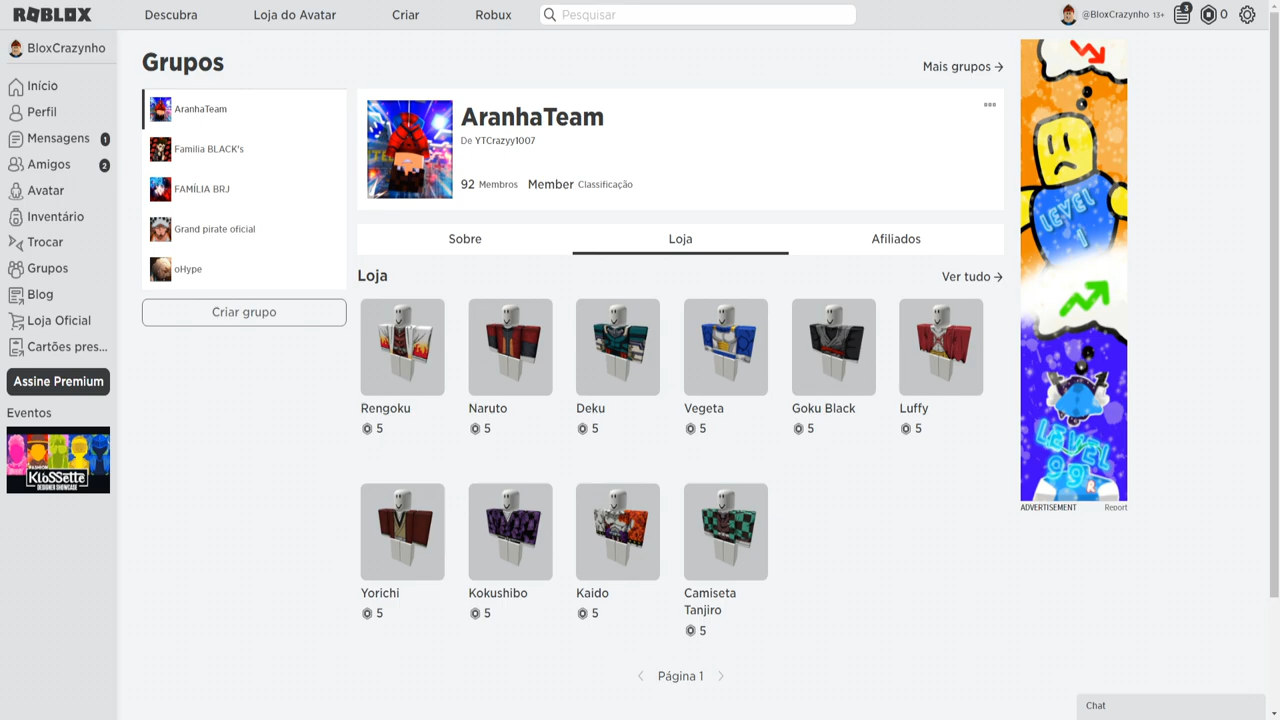 ROBLOX
Descubra
Loja do Avatar
Criar
Robux
Pesquisar
@BloxCrazynho 13+
3
0
BloxCrazynho
Início
Perfil
Mensagens 1
Amigos 2
Avatar
Inventário
Trocar
Grupos
Blog
Loja Oficial
Cartões pres...
Assine Premium
Eventos
FASHION
KLOSSETTE
DESIGNER SHOWCASE
Grupos
Mais grupos →
AranhaTeam
Familia BLACK's
FAMÍLIA BRJ
Grand pirate oficial
oHype
Criar grupo
AranhaTeam
De YTCrazyy1007
92 Membros Member Classificação
Sobre
Loja
Afiliados
Loja
Ver tudo →
Rengoku
5
Naruto
5
Deku
5
Vegeta
5
Goku Black
5
Luffy
5
Yorichi
5
Kokushibo
5
Kaido
5
Camiseta
Tanjiro
5
Página 1
LEVEL
1
LEVEL
99
R
ADVERTISEMENT
Report
Chat